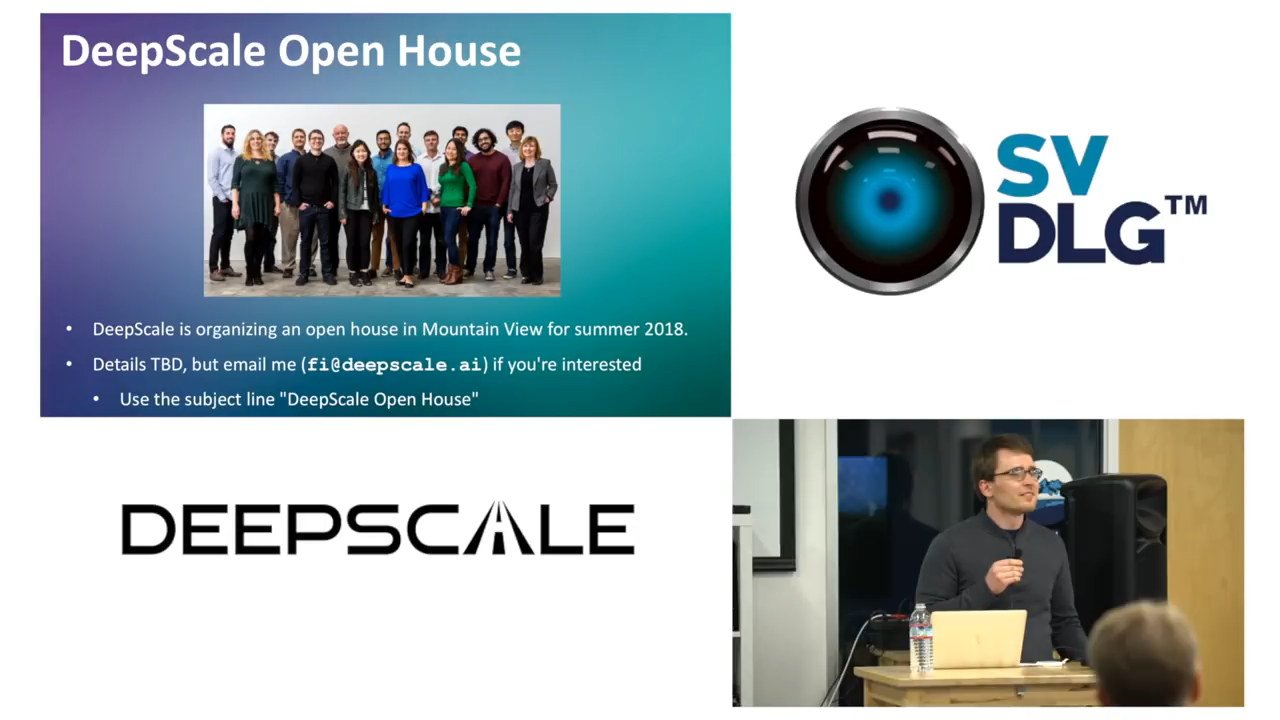 DeepScale Open House
• DeepScale is organizing an open house in Mountain View for summer 2018.
• Details TBD, but email me (fi@deepscale.ai) if you're interested
• Use the subject line "DeepScale Open House"
SV
DLG™
DEEPSCALE